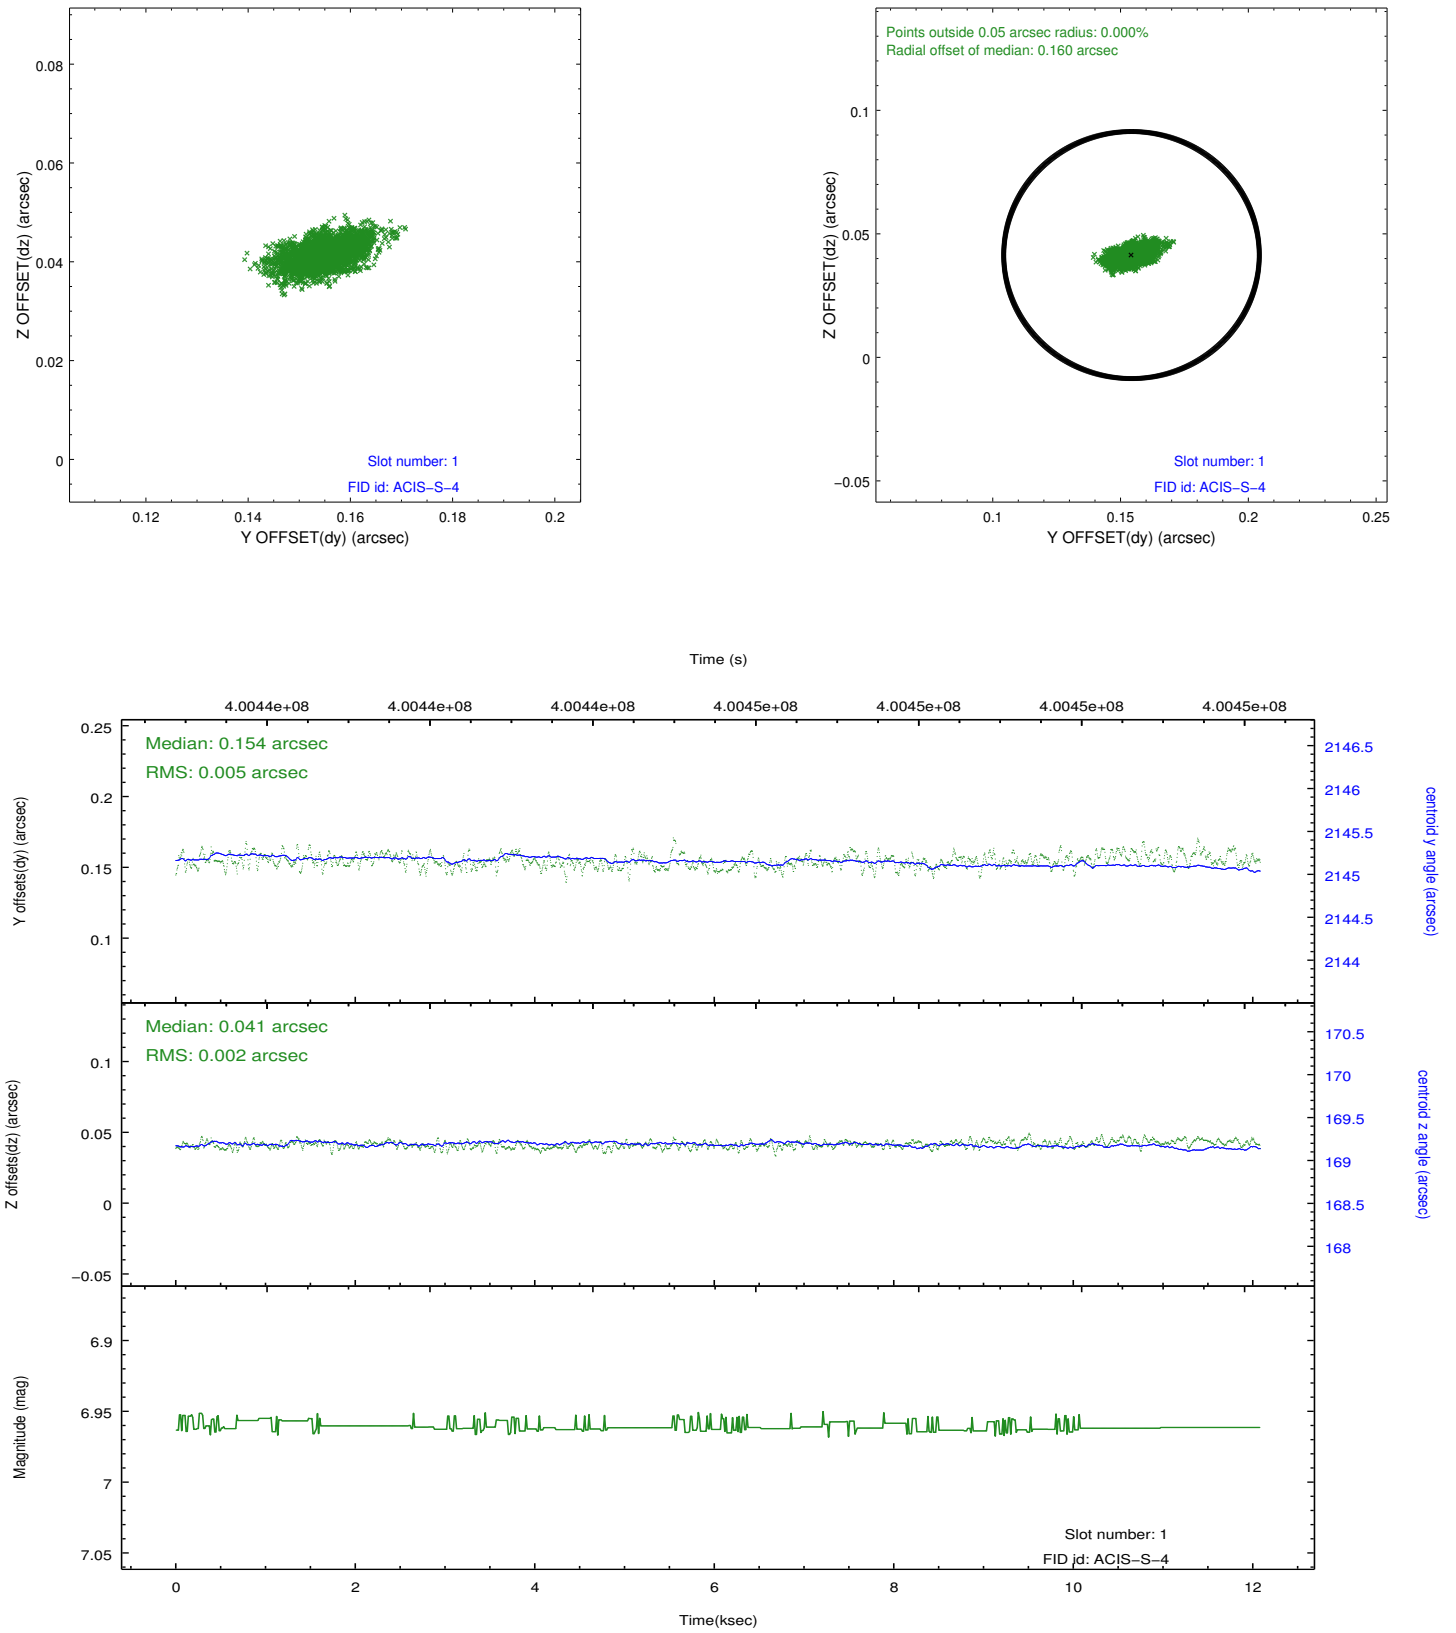 0.08
0.06
0.04
0.02
0
Z OFFSET(dz) (arcsec)
Slot number: 1
FID id: ACIS−S−4
0.12 0.14 0.16 0.18 0.2
Y OFFSET(dy) (arcsec)
Points outside 0.05 arcsec radius: 0.000%
Radial offset of median: 0.160 arcsec
0.1
0.05
0
−0.05
Z OFFSET(dz) (arcsec)
Slot number: 1
FID id: ACIS−S−4
0.1 0.15 0.2 0.25
Y OFFSET(dy) (arcsec)
Time (s)
4.0044e+08 4.0044e+08 4.0044e+08 4.0045e+08 4.0045e+08 4.0045e+08 4.0045e+08
Median: 0.154 arcsec
RMS: 0.005 arcsec
0.25
0.2
0.15
0.1
Y offsets(dy) (arcsec)
2146.5
2146
2145.5
2145
2144.5
2144
centroid y angle (arcsec)
Median: 0.041 arcsec
RMS: 0.002 arcsec
0.1
0.05
0
−0.05
Z offsets(dz) (arcsec)
170.5
170
169.5
169
168.5
168
centroid z angle (arcsec)
6.9
6.95
7
7.05
Magnitude (mag)
Slot number: 1
FID id: ACIS−S−4
0 2 4 6 8 10 12
Time(ksec)